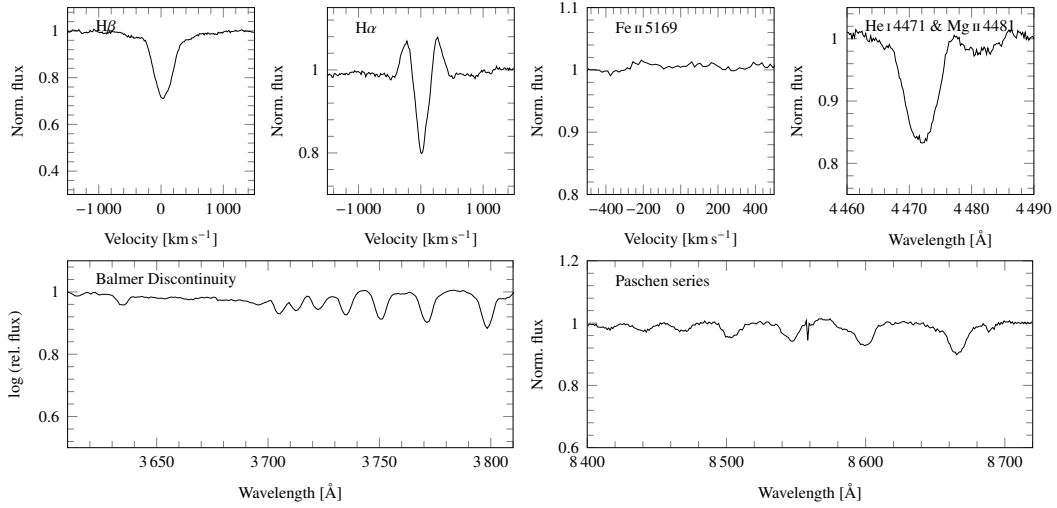 Hβ
Norm. flux
1
0.8
0.6
0.4
−1 000 0 1 000
Velocity [km s⁻¹]
Hα
Norm. flux
1
0.8
−1 000 0 1 000
Velocity [km s⁻¹]
Fe II 5169
Norm. flux
1.1
1
0.9
0.8
−400 −200 0 200 400
Velocity [km s⁻¹]
He I 4471 & Mg II 4481
Norm. flux
1
0.9
0.8
4 460 4 470 4 480 4 490
Wavelength [Å]
Balmer Discontinuity
log (rel. flux)
1
0.8
0.6
3 650 3 700 3 750 3 800
Wavelength [Å]
Paschen series
Norm. flux
1.2
1
0.8
0.6
8 400 8 500 8 600 8 700
Wavelength [Å]